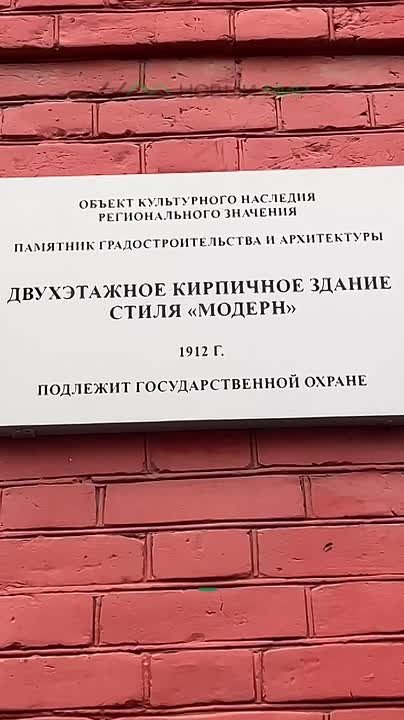 ОБЪЕКТ КУЛЬТУРНОГО НАСЛЕДИЯ
РЕГИОНАЛЬНОГО ЗНАЧЕНИЯ
ПАМЯТНИК ГРАДОСТРОИТЕЛЬСТВА И АРХИТЕКТУРЫ
ДВУХЭТАЖНОЕ КИРПИЧНОЕ ЗДАНИЕ
СТИЛЯ «МОДЕРН»
1912 Г.
ПОДЛЕЖИТ ГОСУДАРСТВЕННОЙ ОХРАНЕ